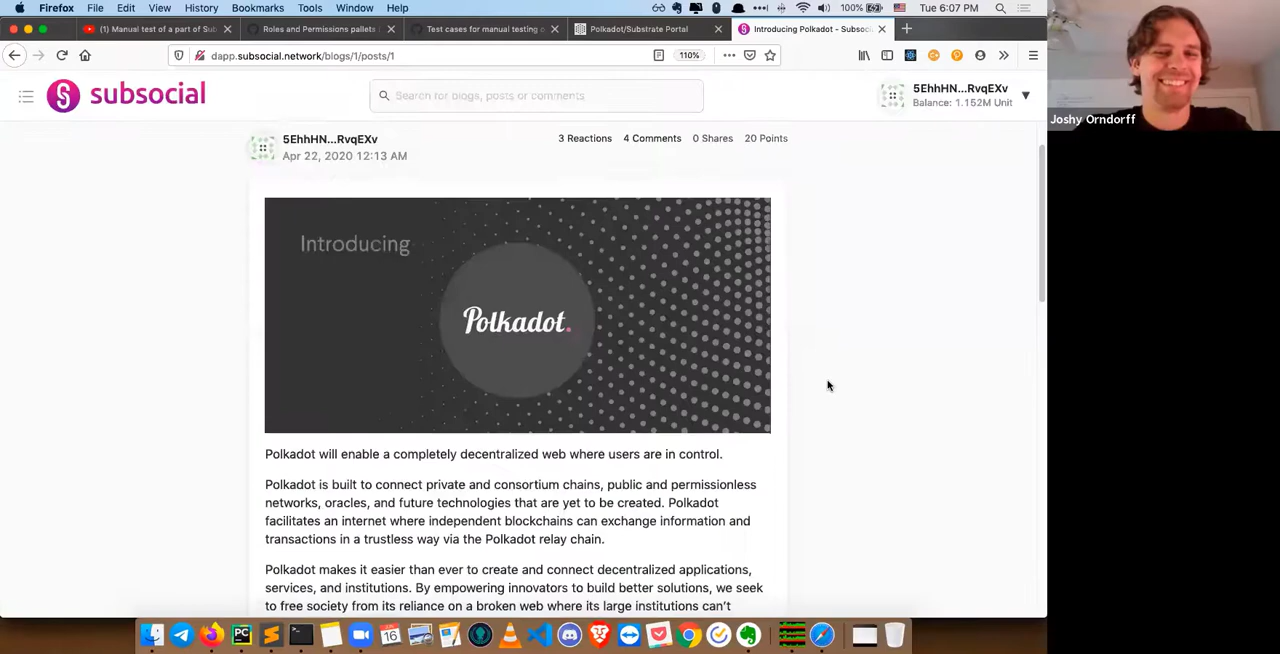 Firefox File Edit View History Bookmarks Tools Window Help 100% Tue 6:07 PM
(1) Manual test of a part of Sub Roles and Permissions pallets Test cases for manual testing o Polkadot/Substrate Portal Introducing Polkadot - Subsoci
dapp.subsocial.network/blogs/1/posts/1 110%
subsocial
Search for blogs, posts or comments
5EhhHN...RvqEXv
Balance: 1.152M Unit
Joshy Orndorff
5EhhHN...RvqEXv
Apr 22, 2020 12:13 AM
3 Reactions 4 Comments 0 Shares 20 Points
Introducing
Polkadot.
Polkadot will enable a completely decentralized web where users are in control.
Polkadot is built to connect private and consortium chains, public and permissionless
networks, oracles, and future technologies that are yet to be created. Polkadot
facilitates an internet where independent blockchains can exchange information and
transactions in a trustless way via the Polkadot relay chain.
Polkadot makes it easier than ever to create and connect decentralized applications,
services, and institutions. By empowering innovators to build better solutions, we seek
to free society from its reliance on a broken web where its large institutions can't
PC
16